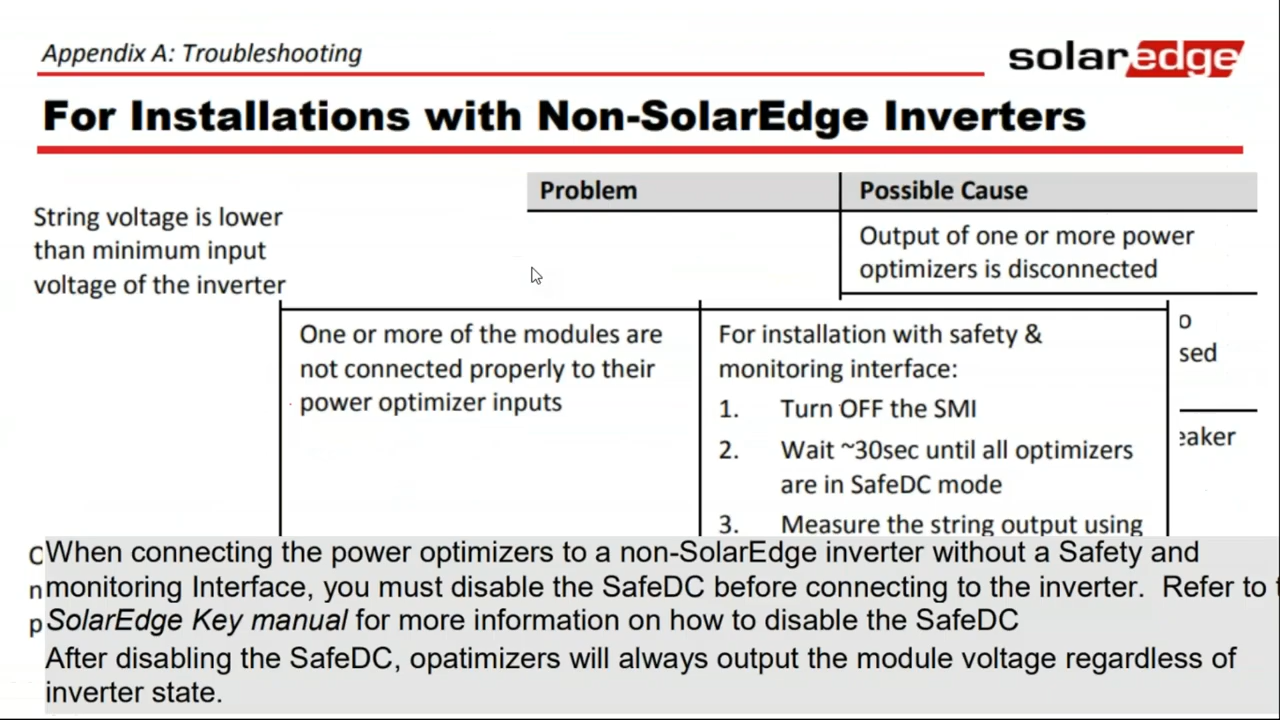 Appendix A: Troubleshooting
solaredge
For Installations with Non-SolarEdge Inverters
Problem
Possible Cause
String voltage is lower
than minimum input
voltage of the inverter
Output of one or more power
optimizers is disconnected
One or more of the modules are
not connected properly to their
power optimizer inputs
For installation with safety &
monitoring interface:
1. Turn OFF the SMI
2. Wait ~30sec until all optimizers
are in SafeDC mode
3. Measure the string output using
When connecting the power optimizers to a non-SolarEdge inverter without a Safety and
monitoring Interface, you must disable the SafeDC before connecting to the inverter. Refer to
SolarEdge Key manual for more information on how to disable the SafeDC
After disabling the SafeDC, opatimizers will always output the module voltage regardless of
inverter state.